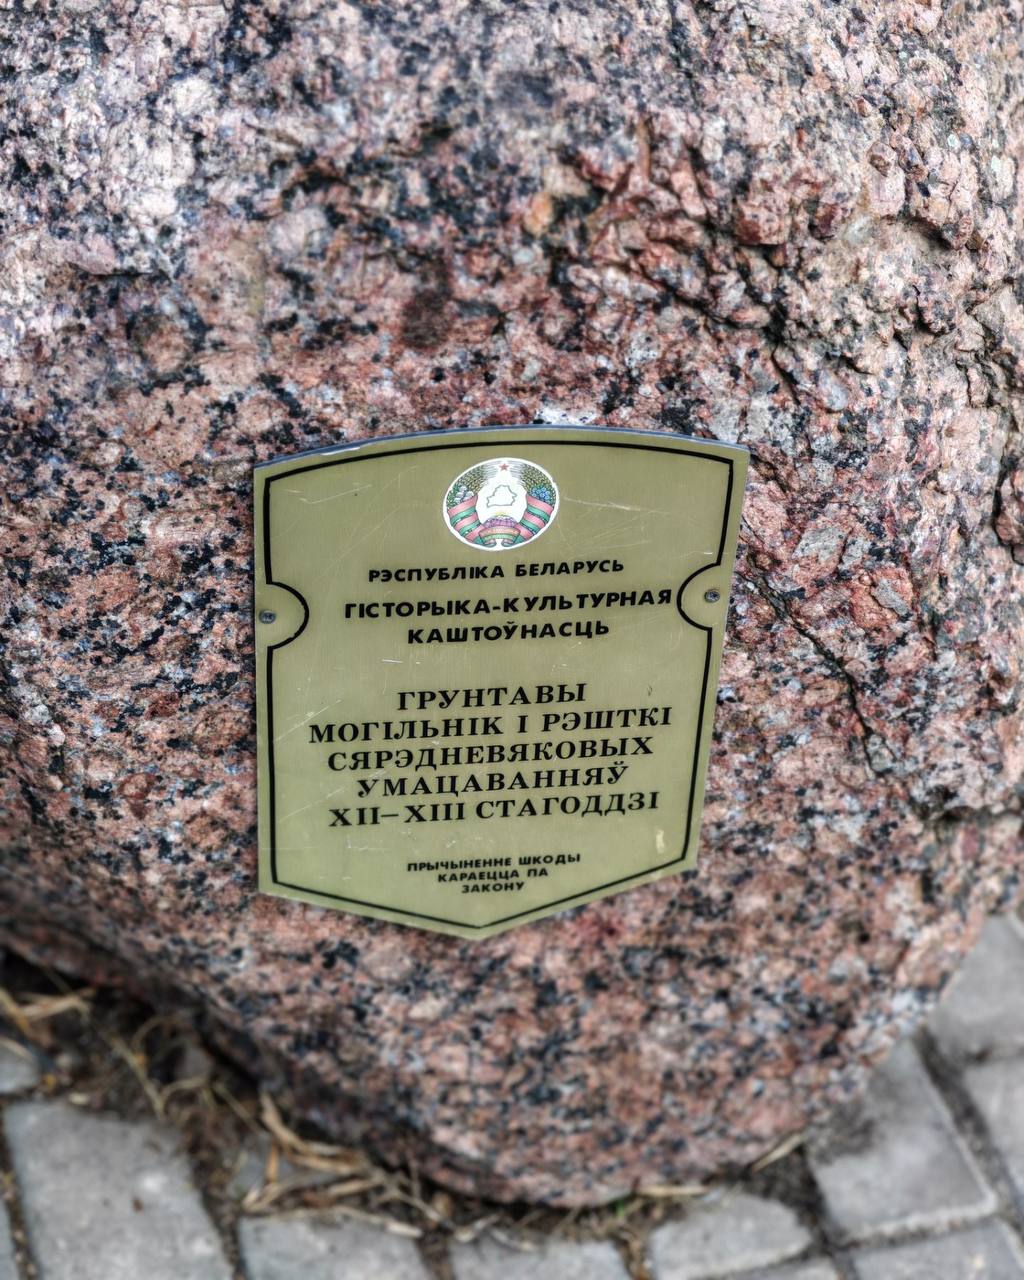 РЭСПУБЛІКА БЕЛАРУСЬ
ГІСТОРЫКА-КУЛЬТУРНАЯ
КАШТОЎНАСЦЬ
ГРУНТАВЫ
МОГІЛЬНІК І РЭШТКІ
СЯРЭДНЕВЯКОВЫХ
УМАЦАВАННЯЎ
XII–XIII СТАГОДДЗІ
ПРЫЧЫНЕННЕ ШКОДЫ
КАРАЕЦЦА ПА
ЗАКОНУ